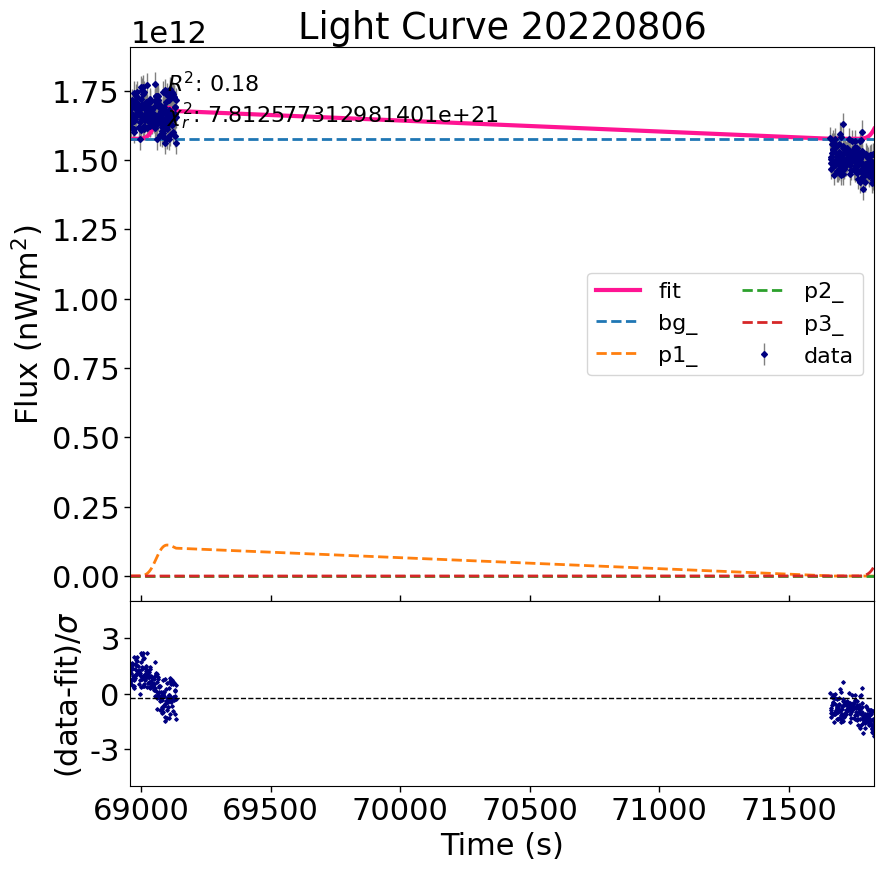 Light Curve 20220806
1e12
R²: 0.18
χ²ᵣ: 7.8125773312981401e+21
1.75
1.50
1.25
1.00
0.75
0.50
0.25
0.00
Flux (nW/m²)
fit
bg_
p1_
p2_
p3_
data
3
0
-3
(data-fit)/σ
69000 69500 70000 70500 71000 71500
Time (s)